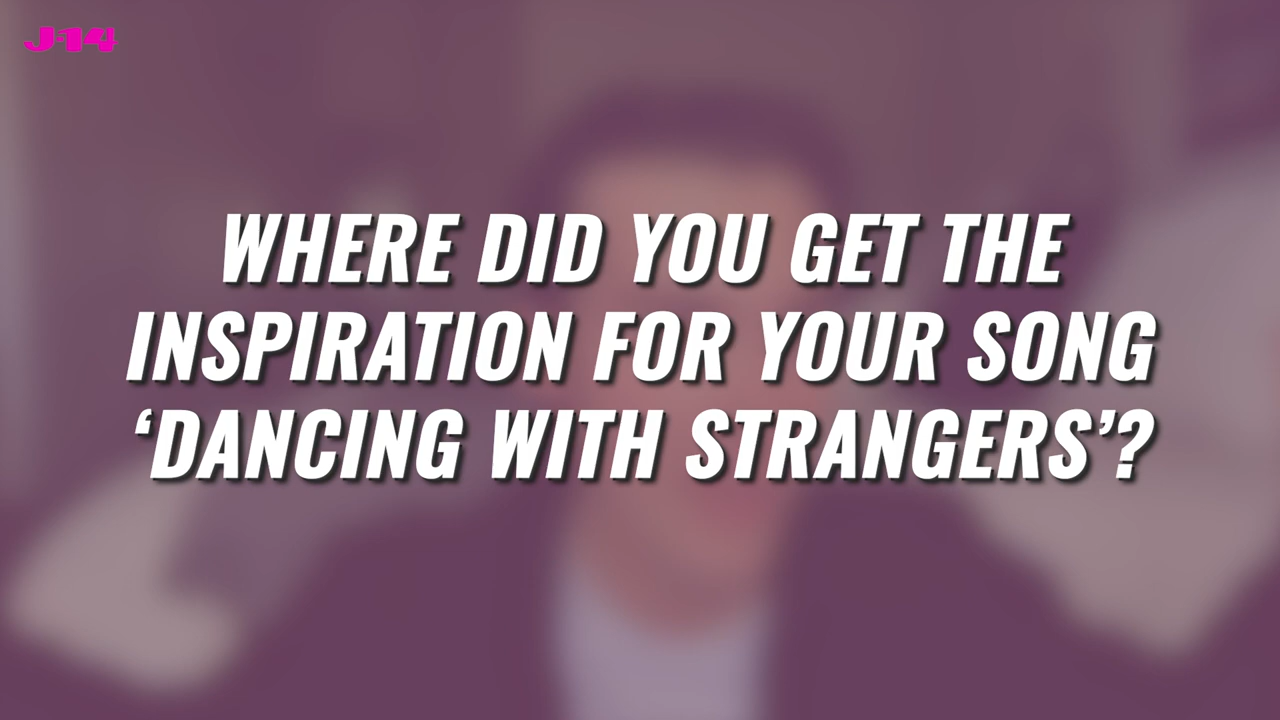 J-14
WHERE DID YOU GET THE
INSPIRATION FOR YOUR SONG
‘DANCING WITH STRANGERS’?